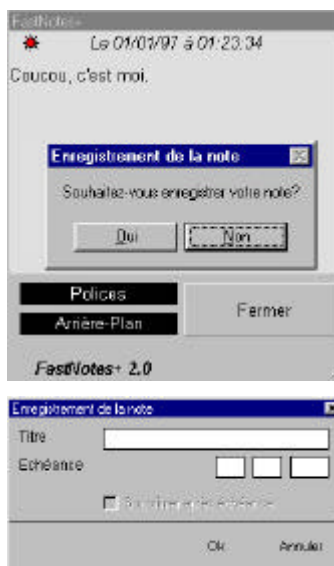 FastNotes+
Le 01/01/97 à 01:23:34
Coucou, c'est moi.
Enregistrement de la note
Souhaitez-vous enregistrer votre note?
Oui Non
Polices
Arrière-Plan
Fermer
FastNotes+ 2.0
Enregistrement de la note
Titre
Echéance
Ok Annuler